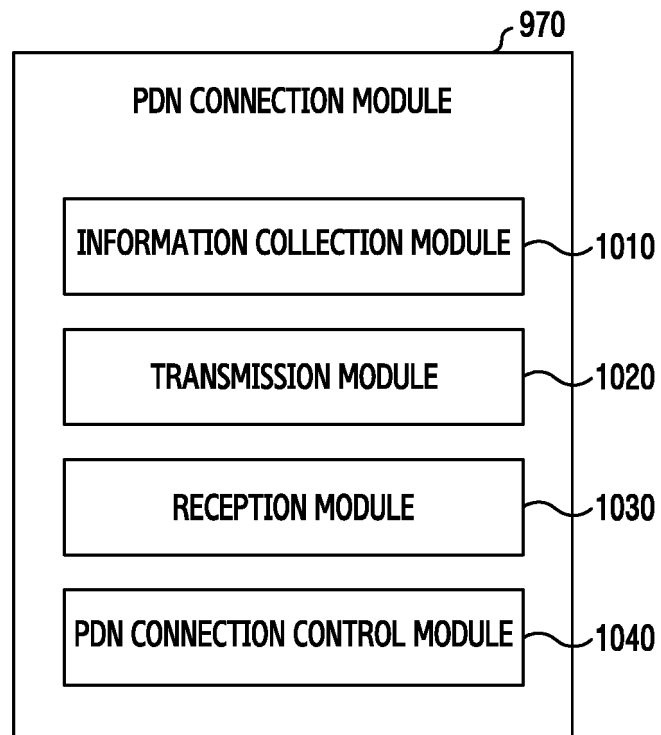 970
PDN CONNECTION MODULE
INFORMATION COLLECTION MODULE
1010
TRANSMISSION MODULE
1020
RECEPTION MODULE
1030
PDN CONNECTION CONTROL MODULE
1040